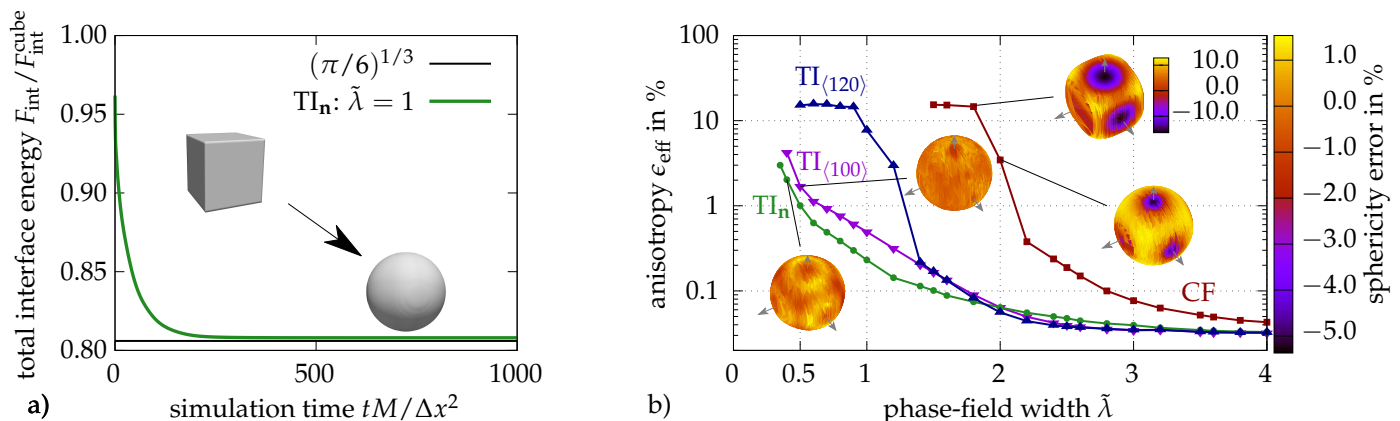 total interface energy F_int / F_int^cube
1.00
0.95
0.90
0.85
0.80
(π/6)^{1/3}
TI_n: λ̃ = 1
0
500
1000
simulation time tM/Δx²
a)
anisotropy ϵ_eff in %
100
10
1
0.1
TI⟨120⟩
TI⟨100⟩
TI_n
CF
10.0
0.0
−10.0
0
0.5
1
2
3
4
phase-field width λ̃
b)
1.0
0.0
−1.0
−2.0
−3.0
−4.0
−5.0
sphericity error in %